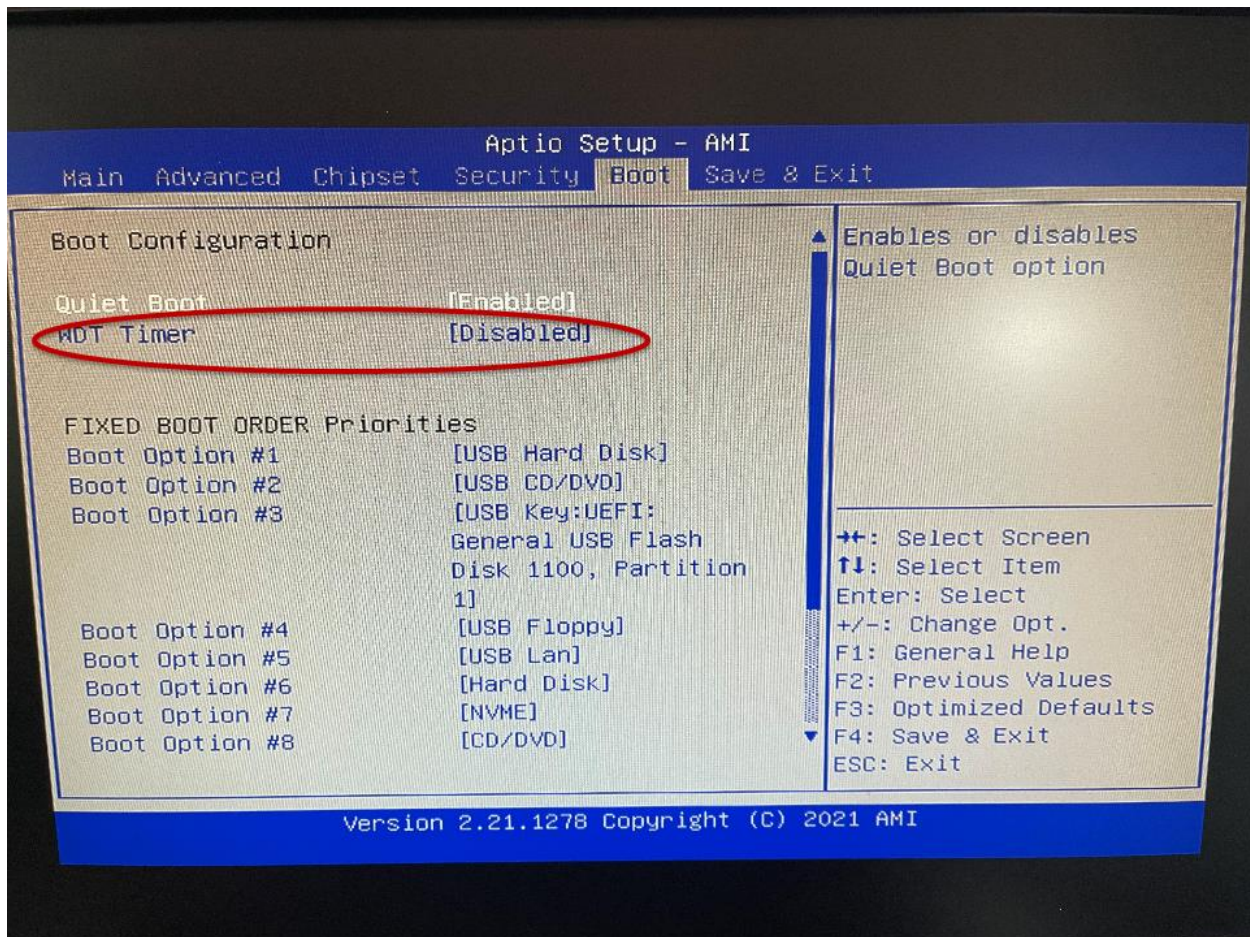 Aptio Setup - AMI
Main Advanced Chipset Security Boot Save & Exit
Boot Configuration
Quiet Boot [Enabled]
WDT Timer [Disabled]
FIXED BOOT ORDER Priorities
Boot Option #1 [USB Hard Disk]
Boot Option #2 [USB CD/DVD]
Boot Option #3 [USB Key:UEFI:
General USB Flash
Disk 1100, Partition
1]
Boot Option #4 [USB Floppy]
Boot Option #5 [USB Lan]
Boot Option #6 [Hard Disk]
Boot Option #7 [NVME]
Boot Option #8 [CD/DVD]
Enables or disables
Quiet Boot option
→←: Select Screen
↑↓: Select Item
Enter: Select
+/-: Change Opt.
F1: General Help
F2: Previous Values
F3: Optimized Defaults
F4: Save & Exit
ESC: Exit
Version 2.21.1278 Copyright (C) 2021 AMI